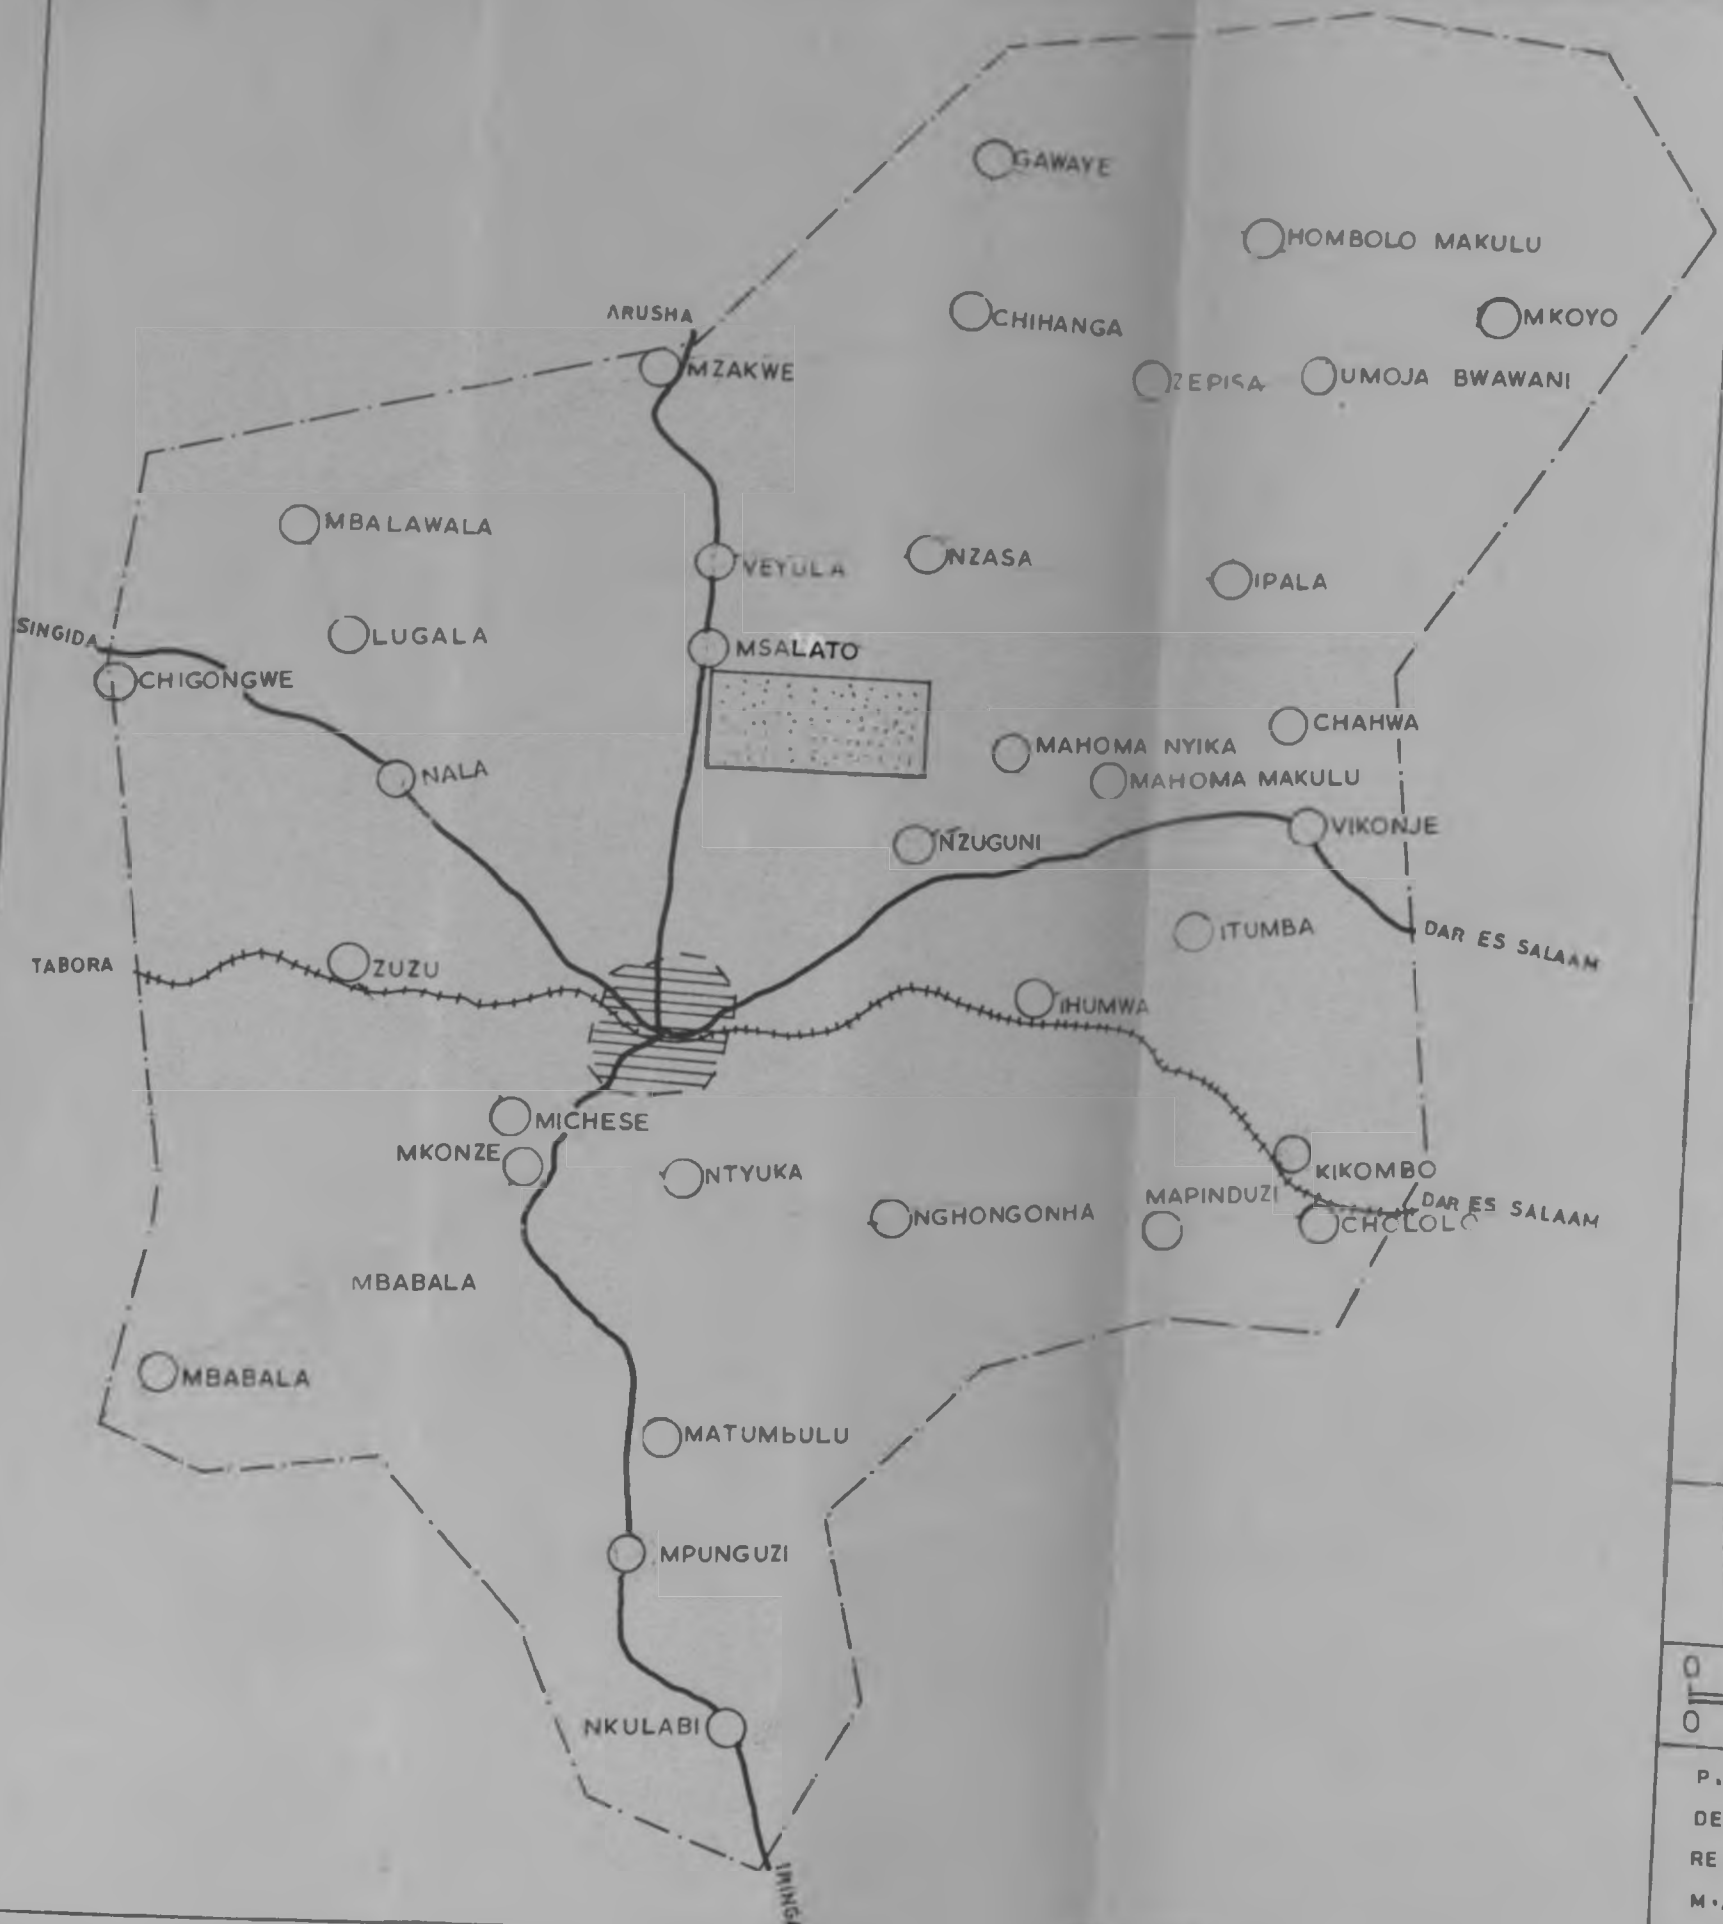 GAWAYE
HOMBOLO MAKULU
ARUSHA
CHIHANGA
MKOYO
MZAKWE
ZEPISA
UMOJA BWAWANI
MBALAWALA
VEYULA
NZASA
IPALA
SINGIDA
LUGALA
MSALATO
CHIGONGWE
CHAHWA
MAHOMA NYIKA
NALA
MAHOMA MAKULU
VIKONJE
NZUGUNI
ITUMBA
DAR ES SALAAM
TABORA
ZUZU
IHUMWA
MICHESE
MKONZE
NTYUKA
KIKOMBO
MAPINDUZI
DAR ES SALAAM
NGHONGONHA
CHOLOLO
MBABALA
MBABALA
MATUMBULU
MPUNGUZI
0
0
NKULABI
P.
DE
RE
M.